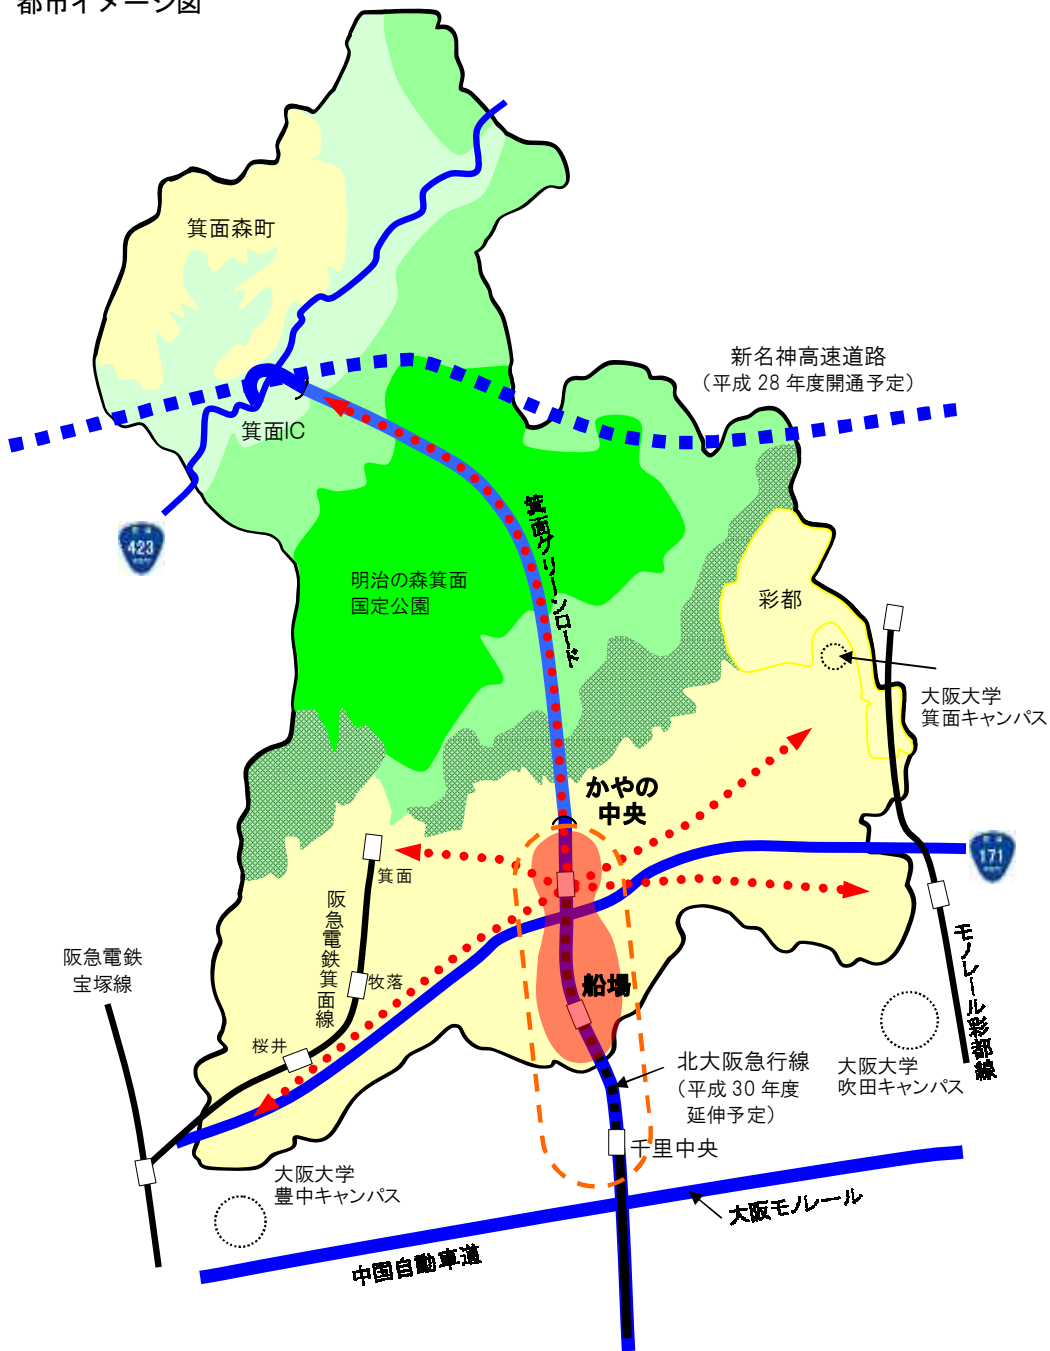 都市イメージ図
箕面森町
新名神高速道路
(平成 28 年度開通予定)
箕面IC
423
箕面グリーンロード
明治の森箕面
国定公園
彩都
大阪大学
箕面キャンパス
かやの
中央
171
箕面
阪急電鉄箕面線
阪急電鉄
宝塚線
牧落
船場
モノレール彩都線
桜井
北大阪急行線
(平成 30 年度
延伸予定)
大阪大学
吹田キャンパス
千里中央
大阪大学
豊中キャンパス
大阪モノレール
中国自動車道